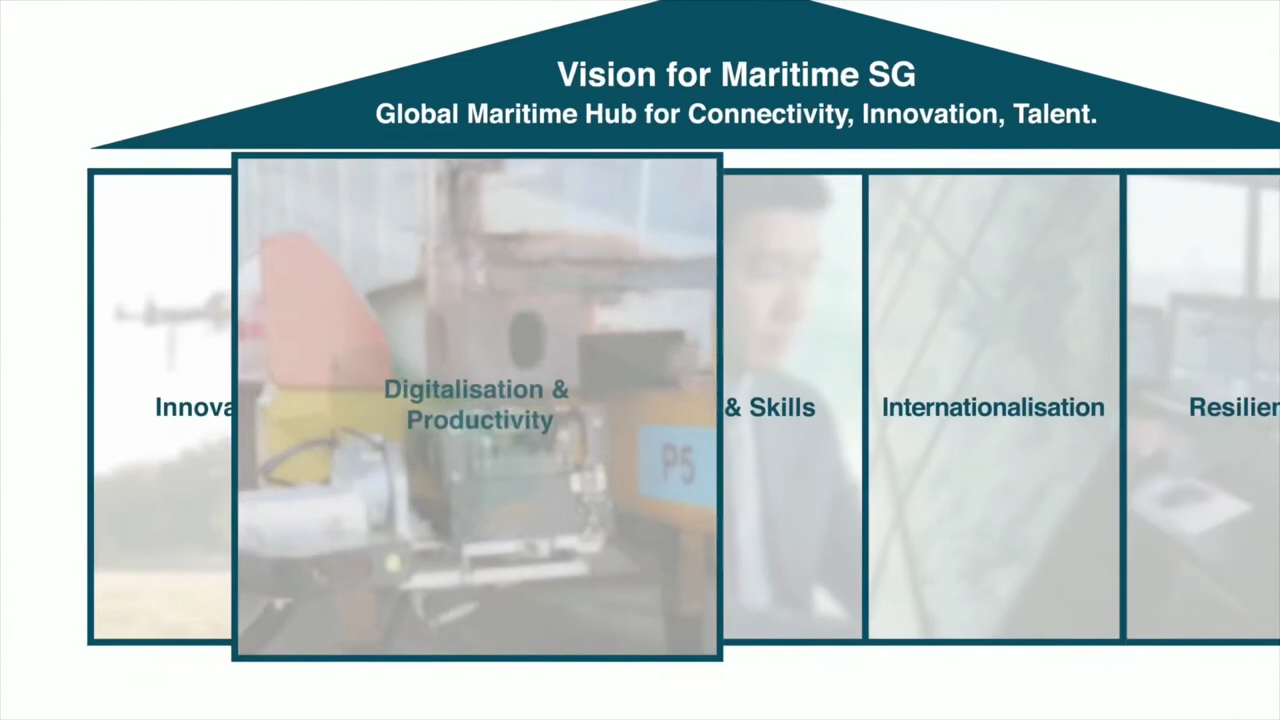 Vision for Maritime SG
Global Maritime Hub for Connectivity, Innovation, Talent.
Innova
Digitalisation &
Productivity
& Skills
Internationalisation
Resilien
P5